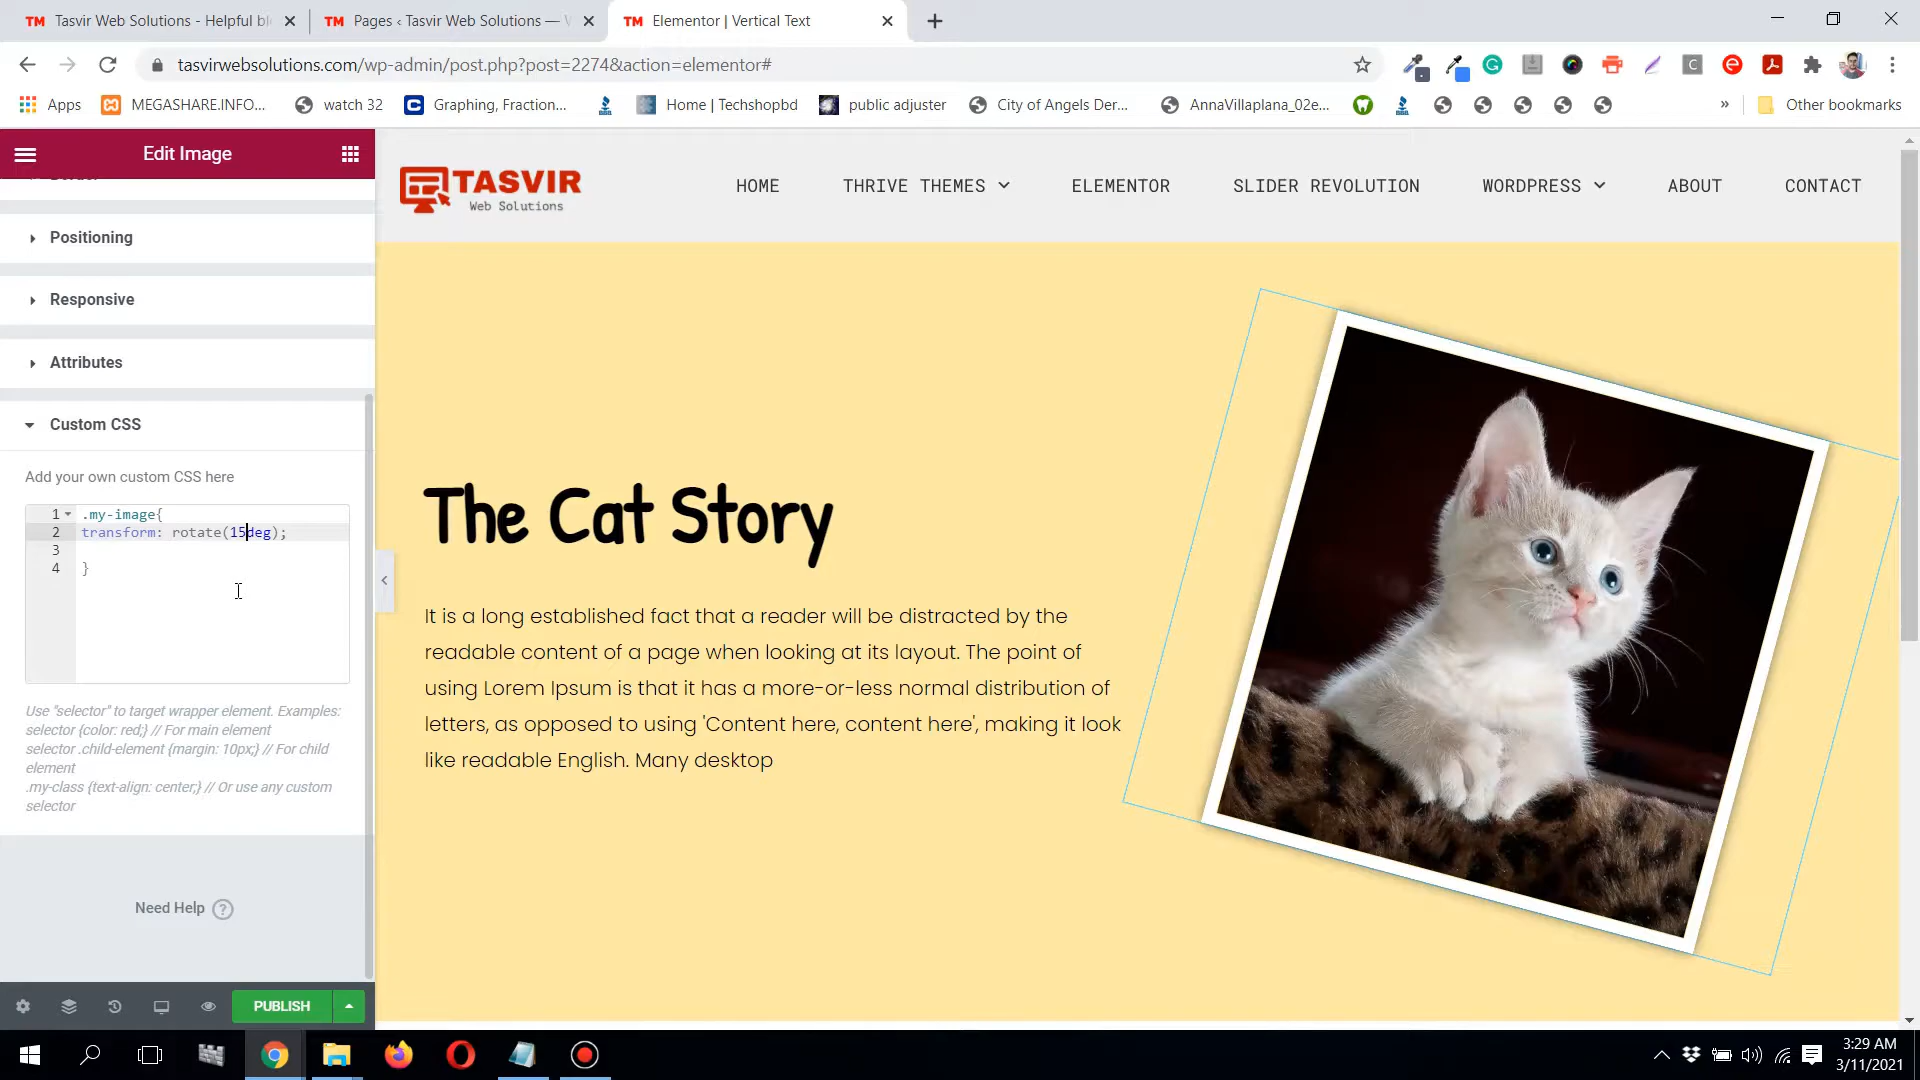 Tasvir Web Solutions - Helpful bl
Pages ‹ Tasvir Web Solutions — W
Elementor | Vertical Text
tasvirwebsolutions.com/wp-admin/post.php?post=2274&action=elementor#
Apps
MEGASHARE.INFO...
watch 32
Graphing, Fraction...
Home | Techshopbd
public adjuster
City of Angels Der...
AnnaVillaplana_02e...
»
Other bookmarks
Edit Image
Positioning
Responsive
Attributes
Custom CSS
Add your own custom CSS here
1 .my-image{
2 transform: rotate(15deg);
3
4 }
Use "selector" to target wrapper element. Examples:
selector {color: red;} // For main element
selector .child-element {margin: 10px;} // For child
element
.my-class {text-align: center;} // Or use any custom
selector
Need Help ?
PUBLISH
TASVIR
Web Solutions
HOME
THRIVE THEMES
ELEMENTOR
SLIDER REVOLUTION
WORDPRESS
ABOUT
CONTACT
The Cat Story
It is a long established fact that a reader will be distracted by the
readable content of a page when looking at its layout. The point of
using Lorem Ipsum is that it has a more-or-less normal distribution of
letters, as opposed to using 'Content here, content here', making it look
like readable English. Many desktop
3:29 AM
3/11/2021